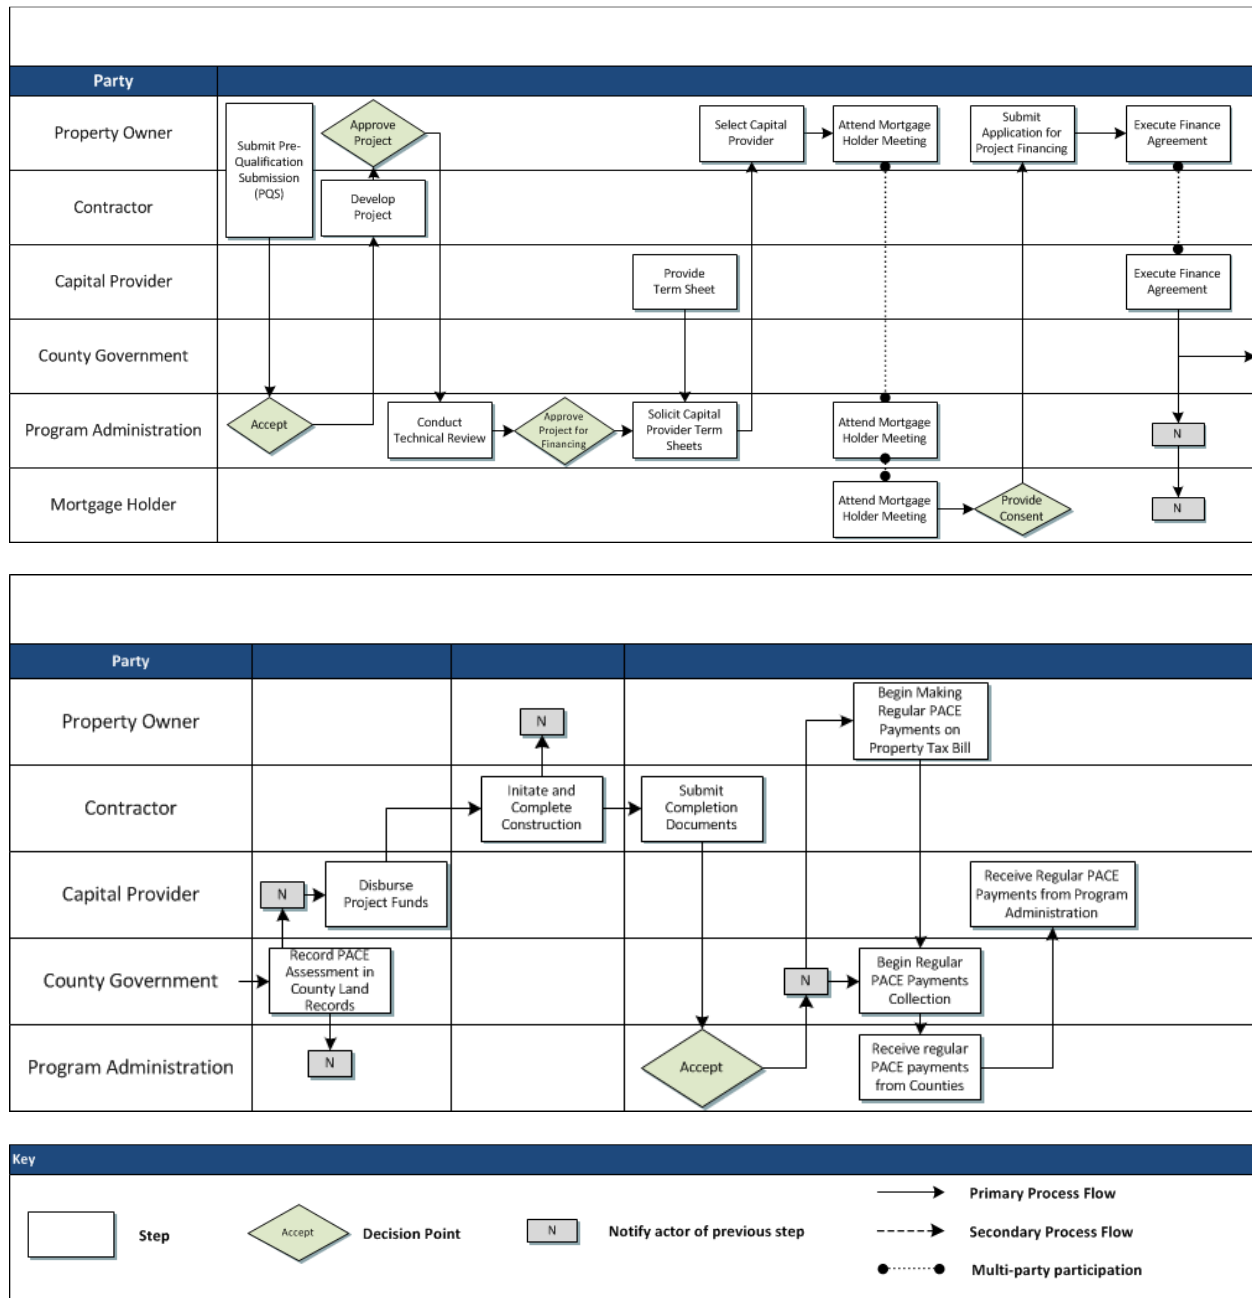 Party
Property Owner
Submit Pre-
Qualification
Submission
(PQS)
Approve
Project
Select Capital
Provider
Attend Mortgage
Holder Meeting
Submit
Application for
Project Financing
Execute Finance
Agreement
Contractor
Develop
Project
Capital Provider
Provide
Term Sheet
Execute Finance
Agreement
County Government
Program Administration
Accept
Conduct
Technical Review
Approve
Project for
Financing
Solicit Capital
Provider Term
Sheets
Attend Mortgage
Holder Meeting
N
Mortgage Holder
Attend Mortgage
Holder Meeting
Provide
Consent
N
Party
Property Owner
N
Begin Making
Regular PACE
Payments on
Property Tax Bill
Contractor
Initate and
Complete
Construction
Submit
Completion
Documents
Capital Provider
N
Disburse
Project Funds
Receive Regular PACE
Payments from Program
Administration
County Government
Record PACE
Assessment in
County Land
Records
N
Begin Regular
PACE Payments
Collection
Program Administration
N
Accept
Receive regular
PACE payments
from Counties
Key
Step
Accept
Decision Point
N
Notify actor of previous step
Primary Process Flow
Secondary Process Flow
Multi-party participation